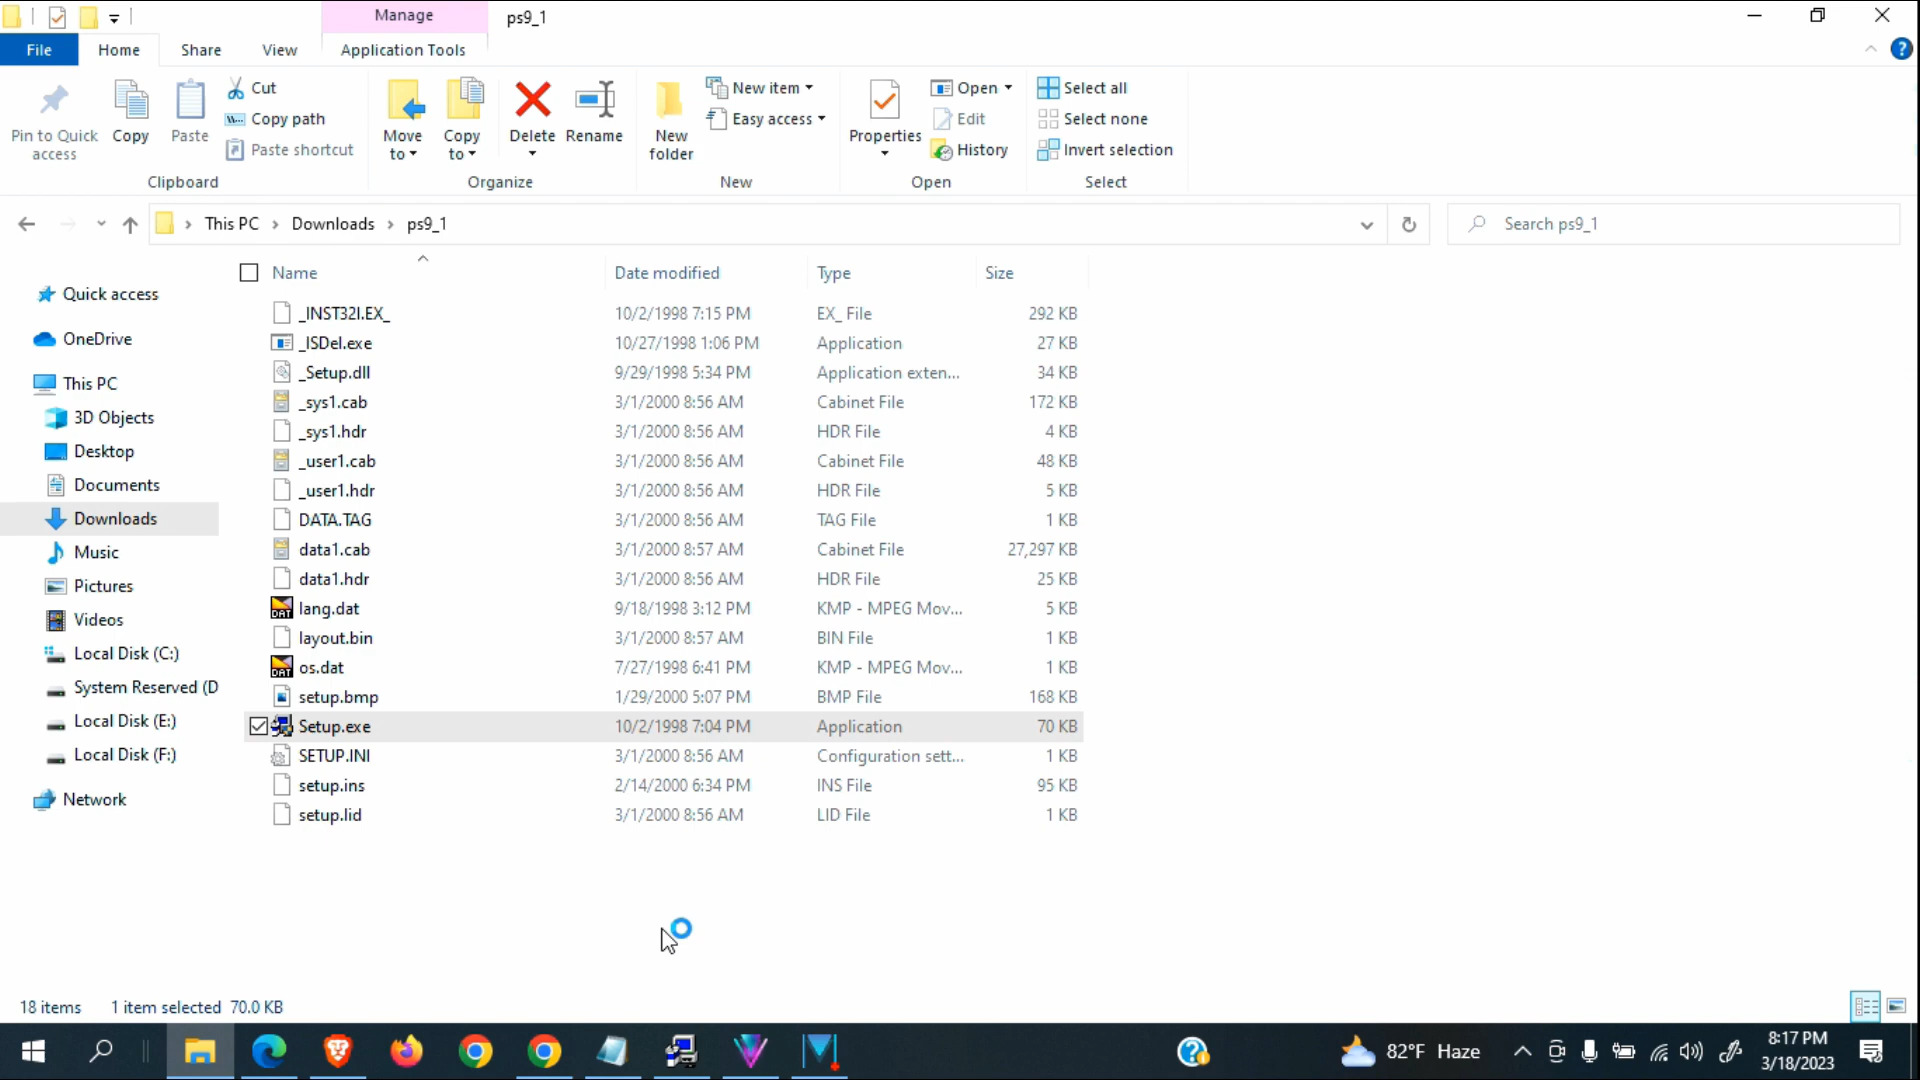 Manage
ps9_1
File
Home
Share
View
Application Tools
Pin to Quick access
Copy
Paste
Cut
Copy path
Paste shortcut
Clipboard
Move to
Copy to
Delete
Rename
Organize
New folder
New item
Easy access
New
Properties
Open
Edit
History
Open
Select all
Select none
Invert selection
Select
This PC
Downloads
ps9_1
Search ps9_1
Quick access
OneDrive
This PC
3D Objects
Desktop
Documents
Downloads
Music
Pictures
Videos
Local Disk (C:)
System Reserved (D
Local Disk (E:)
Local Disk (F:)
Network
Name Date modified Type Size
_INST32I.EX_ 10/2/1998 7:15 PM EX_ File 292 KB
_ISDel.exe 10/27/1998 1:06 PM Application 27 KB
_Setup.dll 9/29/1998 5:34 PM Application exten... 34 KB
_sys1.cab 3/1/2000 8:56 AM Cabinet File 172 KB
_sys1.hdr 3/1/2000 8:56 AM HDR File 4 KB
_user1.cab 3/1/2000 8:56 AM Cabinet File 48 KB
_user1.hdr 3/1/2000 8:56 AM HDR File 5 KB
DATA.TAG 3/1/2000 8:56 AM TAG File 1 KB
data1.cab 3/1/2000 8:57 AM Cabinet File 27,297 KB
data1.hdr 3/1/2000 8:56 AM HDR File 25 KB
DAT lang.dat 9/18/1998 3:12 PM KMP - MPEG Mov... 5 KB
layout.bin 3/1/2000 8:57 AM BIN File 1 KB
DAT os.dat 7/27/1998 6:41 PM KMP - MPEG Mov... 1 KB
setup.bmp 1/29/2000 5:07 PM BMP File 168 KB
Setup.exe 10/2/1998 7:04 PM Application 70 KB
SETUP.INI 3/1/2000 8:56 AM Configuration sett... 1 KB
setup.ins 2/14/2000 6:34 PM INS File 95 KB
setup.lid 3/1/2000 8:56 AM LID File 1 KB
18 items 1 item selected 70.0 KB
82°F Haze
8:17 PM
3/18/2023